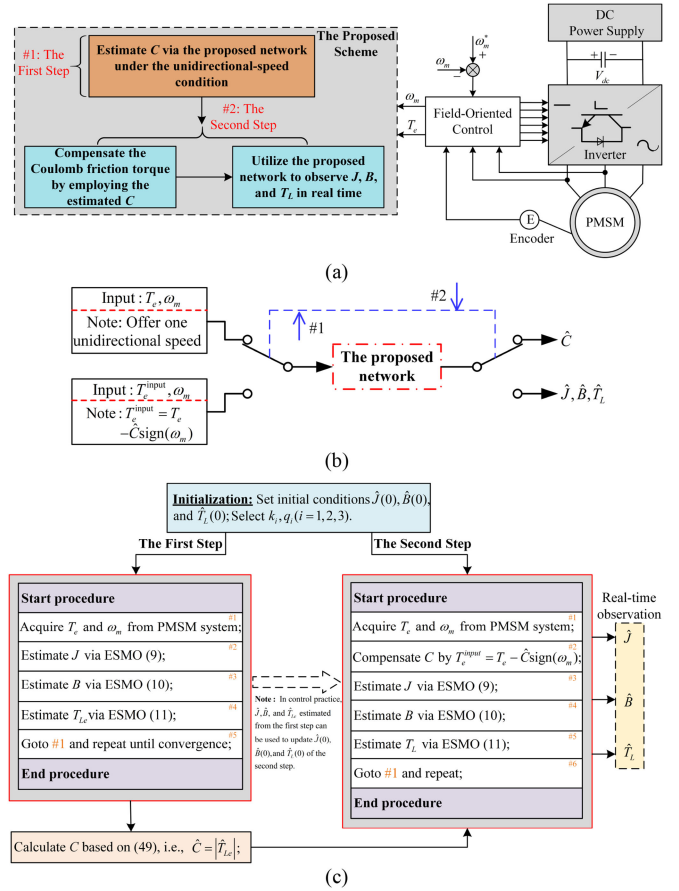 The Proposed
Scheme
#1: The
First Step
Estimate C via the proposed network
under the unidirectional-speed
condition
#2: The
Second Step
Compensate the
Coulomb friction torque
by employing the
estimated C
Utilize the proposed
network to observe J, B,
and T_L in real time
ω_m
T_e
ω_m^*
ω_m
−
+
Field-Oriented
Control
DC
Power Supply
+ −
V_dc
Inverter
PMSM
E
Encoder
(a)
Input : T_e, ω_m
Note: Offer one
unidirectional speed
Input : T_e^input, ω_m
Note : T_e^input = T_e
−Ĉsign(ω_m)
#1
#2
The proposed
network
Ĉ
Ĵ, B̂, T̂_L
(b)
Initialization: Set initial conditions Ĵ(0), B̂(0),
and T̂_L(0); Select k_i, q_i (i = 1, 2, 3).
The First Step
The Second Step
Start procedure
#1
Acquire T_e and ω_m from PMSM system;
#2
Estimate J via ESMO (9);
#3
Estimate B via ESMO (10);
#4
Estimate T_Le via ESMO (11);
#5
Goto #1 and repeat until convergence;
End procedure
Calculate C based on (49), i.e., Ĉ = |T̂_Le|;
Note : In control practice,
Ĵ, B̂, and T̂_Le estimated
from the first step can
be used to update Ĵ(0),
B̂(0), and T̂_L(0) of the
second step.
Start procedure
#1
Acquire T_e and ω_m from PMSM system;
#2
Compensate C by T_e^input = T_e − Ĉsign(ω_m);
#3
Estimate J via ESMO (9);
#4
Estimate B via ESMO (10);
#5
Estimate T_L via ESMO (11);
#6
Goto #1 and repeat;
End procedure
Real-time
observation
Ĵ
B̂
T̂_L
(c)